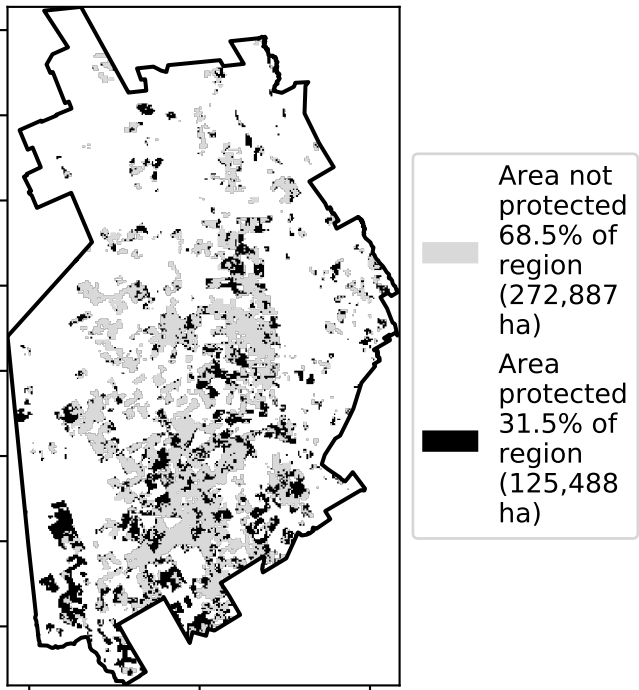 Area not
protected
68.5% of
region
(272,887
ha)
Area
protected
31.5% of
region
(125,488
ha)